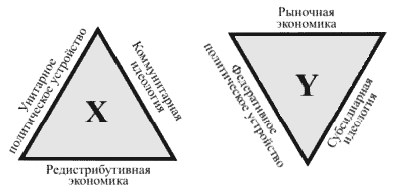 Унитарное
политическое устройство
Коммунитарная
идеология
X
Редистрибутивная
экономика
Рыночная
экономика
Федеративное
политическое устройство
Y
Субсидиарная
идеология